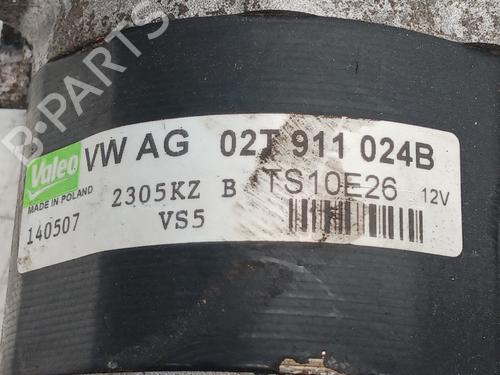 B-PARTS
Valeo VW AG 02T 911 024B
MADE IN POLAND 2305KZ B TS10E26 12V
140507 VS5